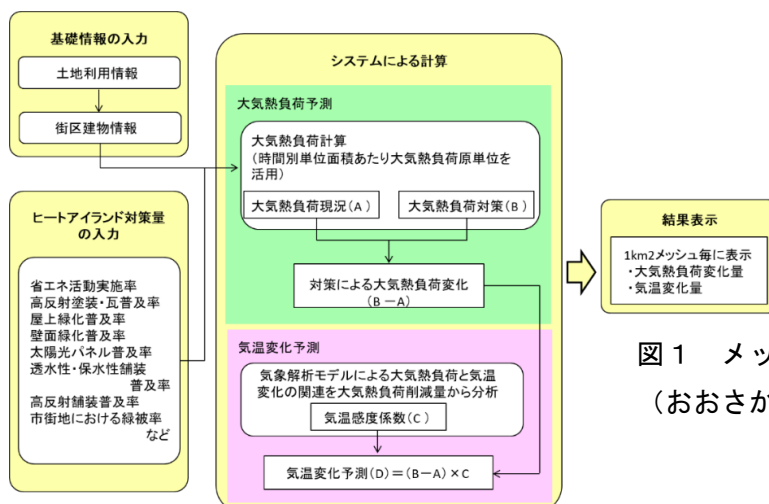 基礎情報の入力
土地利用情報
街区建物情報
ヒートアイランド対策量
の入力
省エネ活動実施率
高反射塗装・瓦普及率
屋上緑化普及率
壁面緑化普及率
太陽光パネル普及率
透水性・保水性舗装
普及率
高反射舗装普及率
市街地における緑被率
など
システムによる計算
大気熱負荷予測
大気熱負荷計算
(時間別単位面積あたり大気熱負荷原単位を
活用)
大気熱負荷現況(A)
大気熱負荷対策(B)
対策による大気熱負荷変化
(B-A)
気温変化予測
気象解析モデルによる大気熱負荷と気温
変化の関連を大気熱負荷削減量から分析
気温感度係数(C)
気温変化予測(D)=(B-A)×C
結果表示
1km2メッシュ毎に表示
・大気熱負荷変化量
・気温変化量
図1 メッ
(おおさか